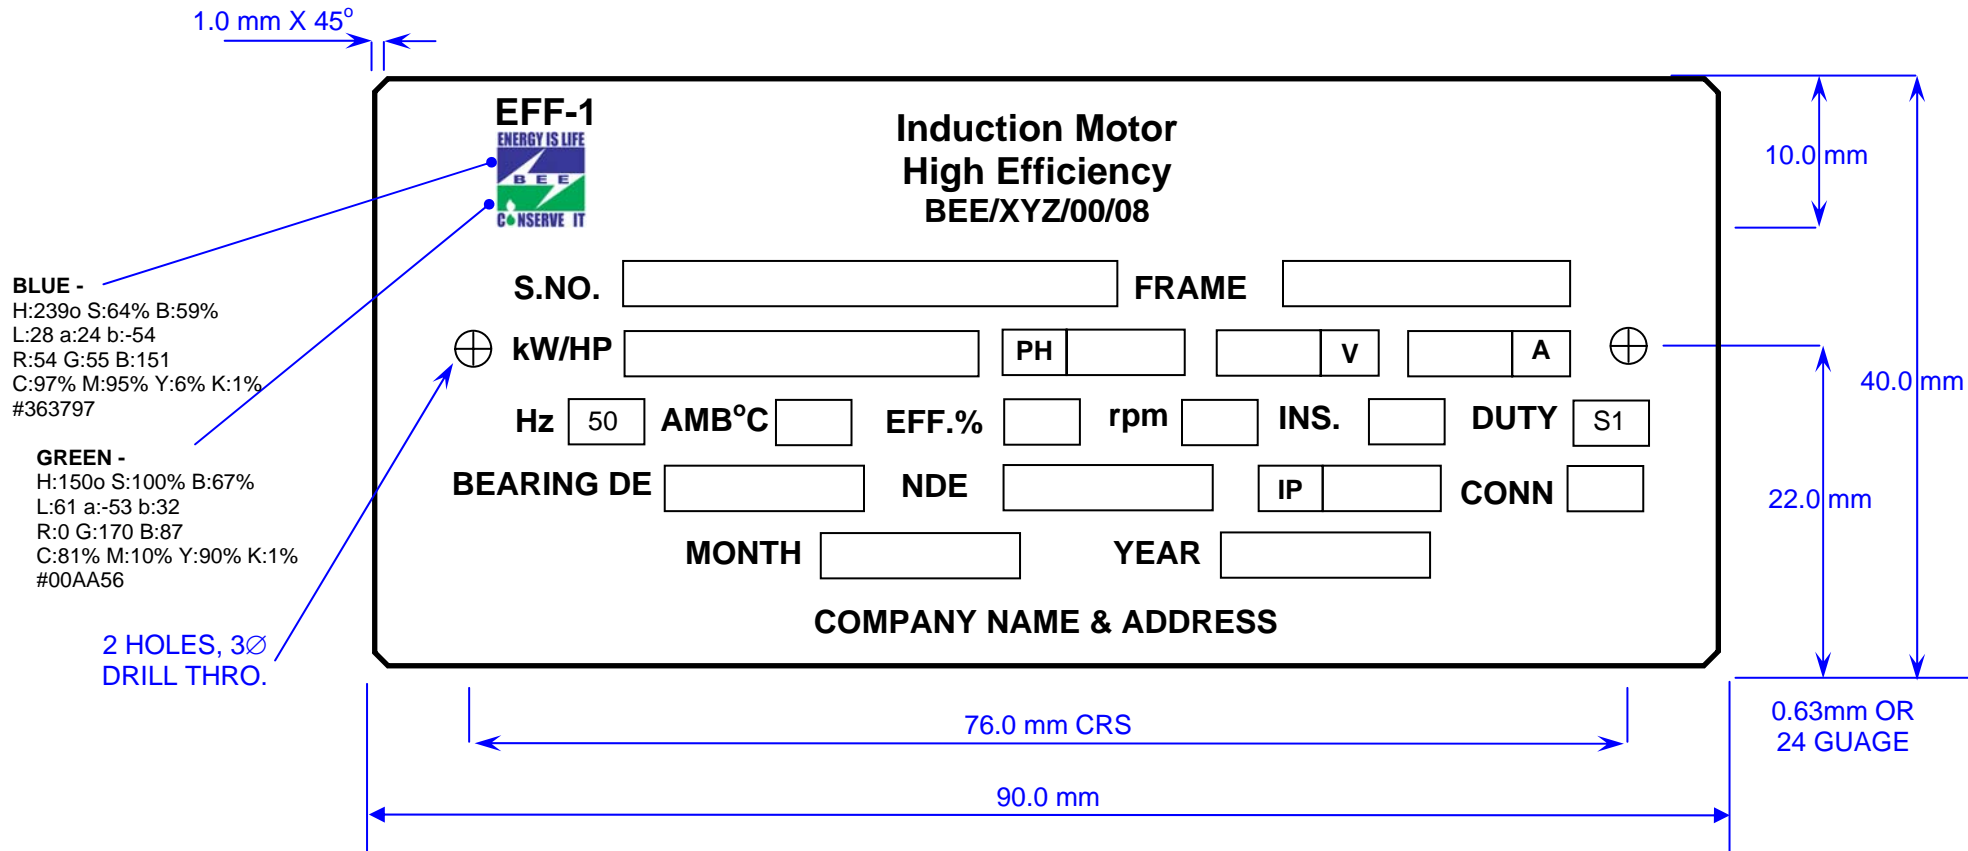 1.0 mm X 45o
EFF-1
ENERGY IS LIFE
BEE
CONSERVE IT
Induction Motor
High Efficiency
BEE/XYZ/00/08
10.0 mm
BLUE -
H:239o S:64% B:59%
L:28 a:24 b:-54
R:54 G:55 B:151
C:97% M:95% Y:6% K:1%
#363797
GREEN -
H:150o S:100% B:67%
L:61 a:-53 b:32
R:0 G:170 B:87
C:81% M:10% Y:90% K:1%
#00AA56
2 HOLES, 3∅
DRILL THRO.
S.NO. FRAME
kW/HP PH V A
Hz 50 AMBoC EFF.% rpm INS. DUTY S1
BEARING DE NDE IP CONN
MONTH YEAR
COMPANY NAME & ADDRESS
40.0 mm
22.0 mm
0.63mm OR
24 GUAGE
76.0 mm CRS
90.0 mm